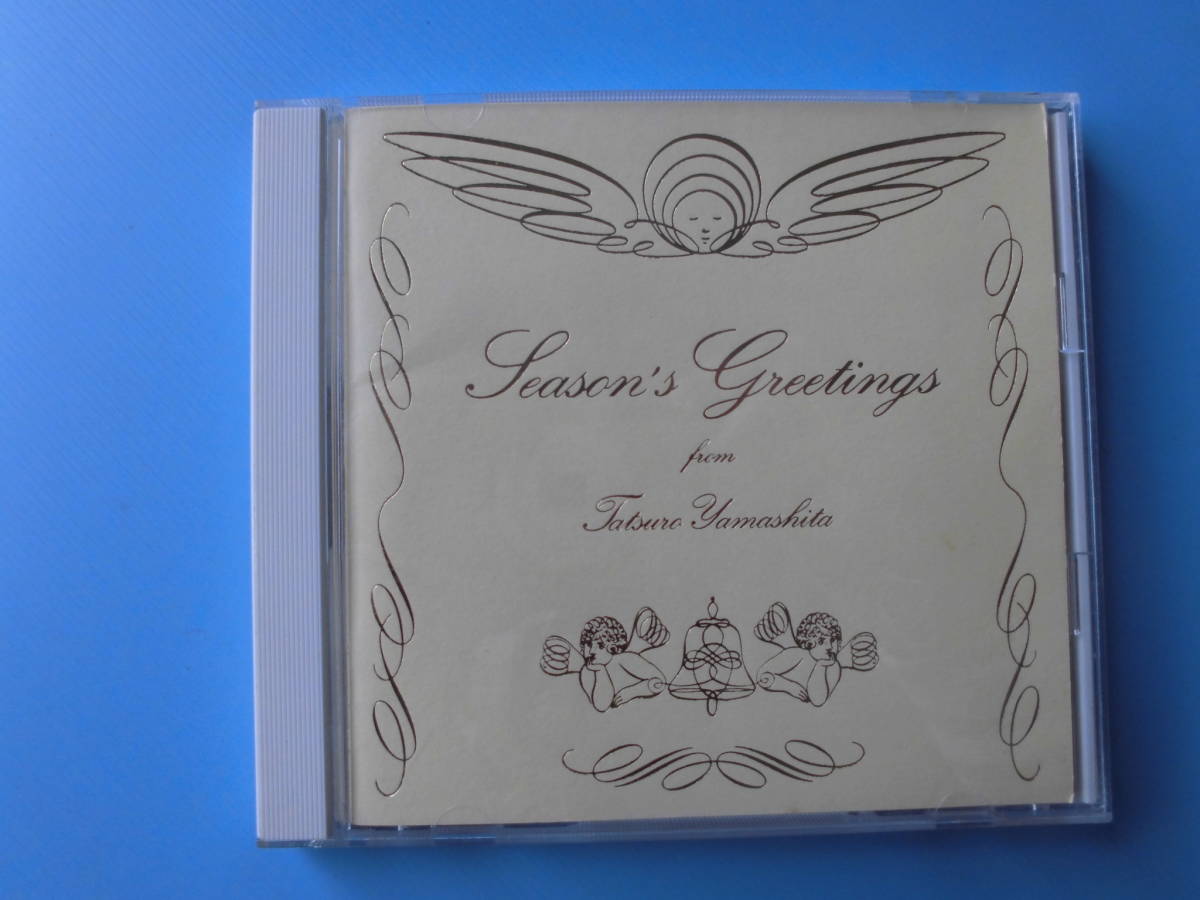 Season's Greetings
from
Tatsuro Yamashita